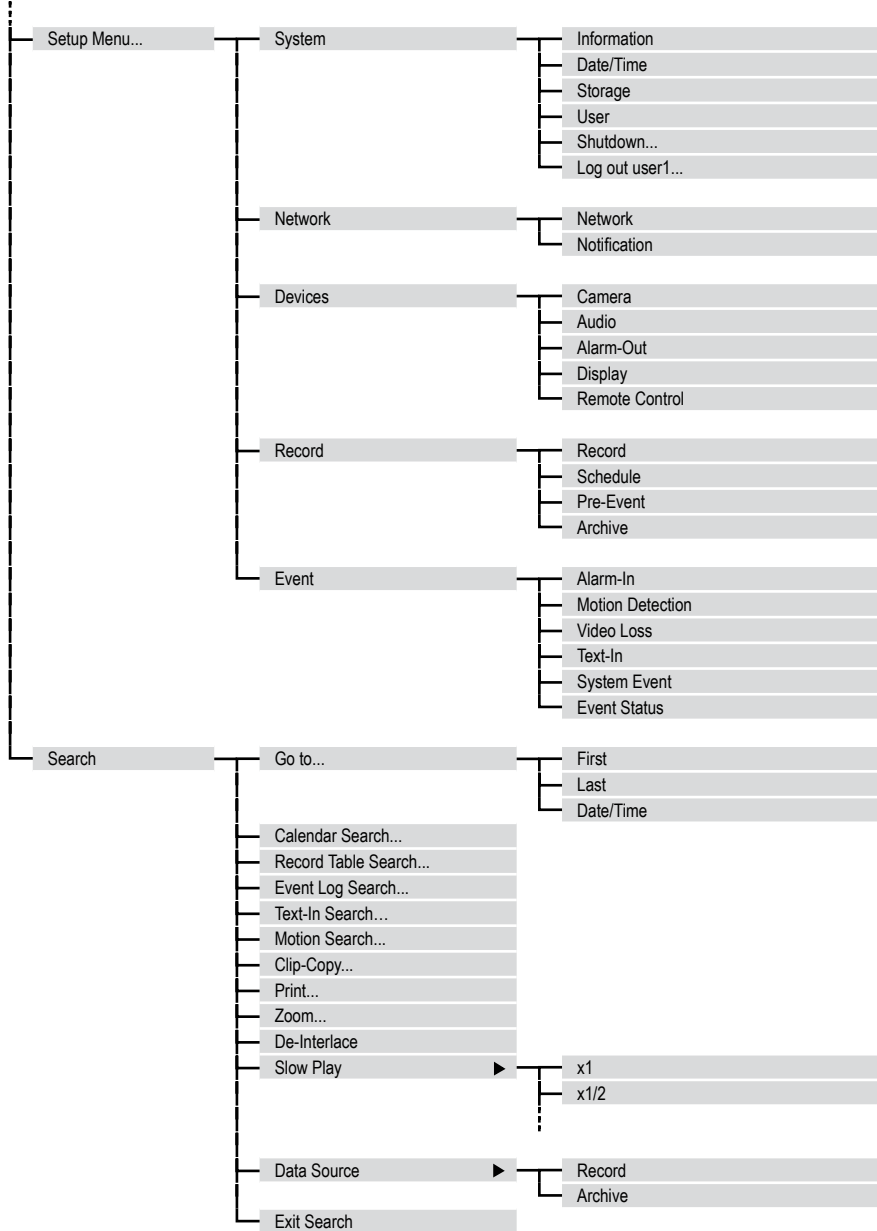 Setup Menu...
System
Information
Date/Time
Storage
User
Shutdown...
Log out user1...
Network
Network
Notification
Devices
Camera
Audio
Alarm-Out
Display
Remote Control
Record
Record
Schedule
Pre-Event
Archive
Event
Alarm-In
Motion Detection
Video Loss
Text-In
System Event
Event Status
Search
Go to...
First
Last
Date/Time
Calendar Search...
Record Table Search...
Event Log Search...
Text-In Search…
Motion Search...
Clip-Copy...
Print...
Zoom...
De-Interlace
Slow Play
x1
x1/2
Data Source
Record
Archive
Exit Search